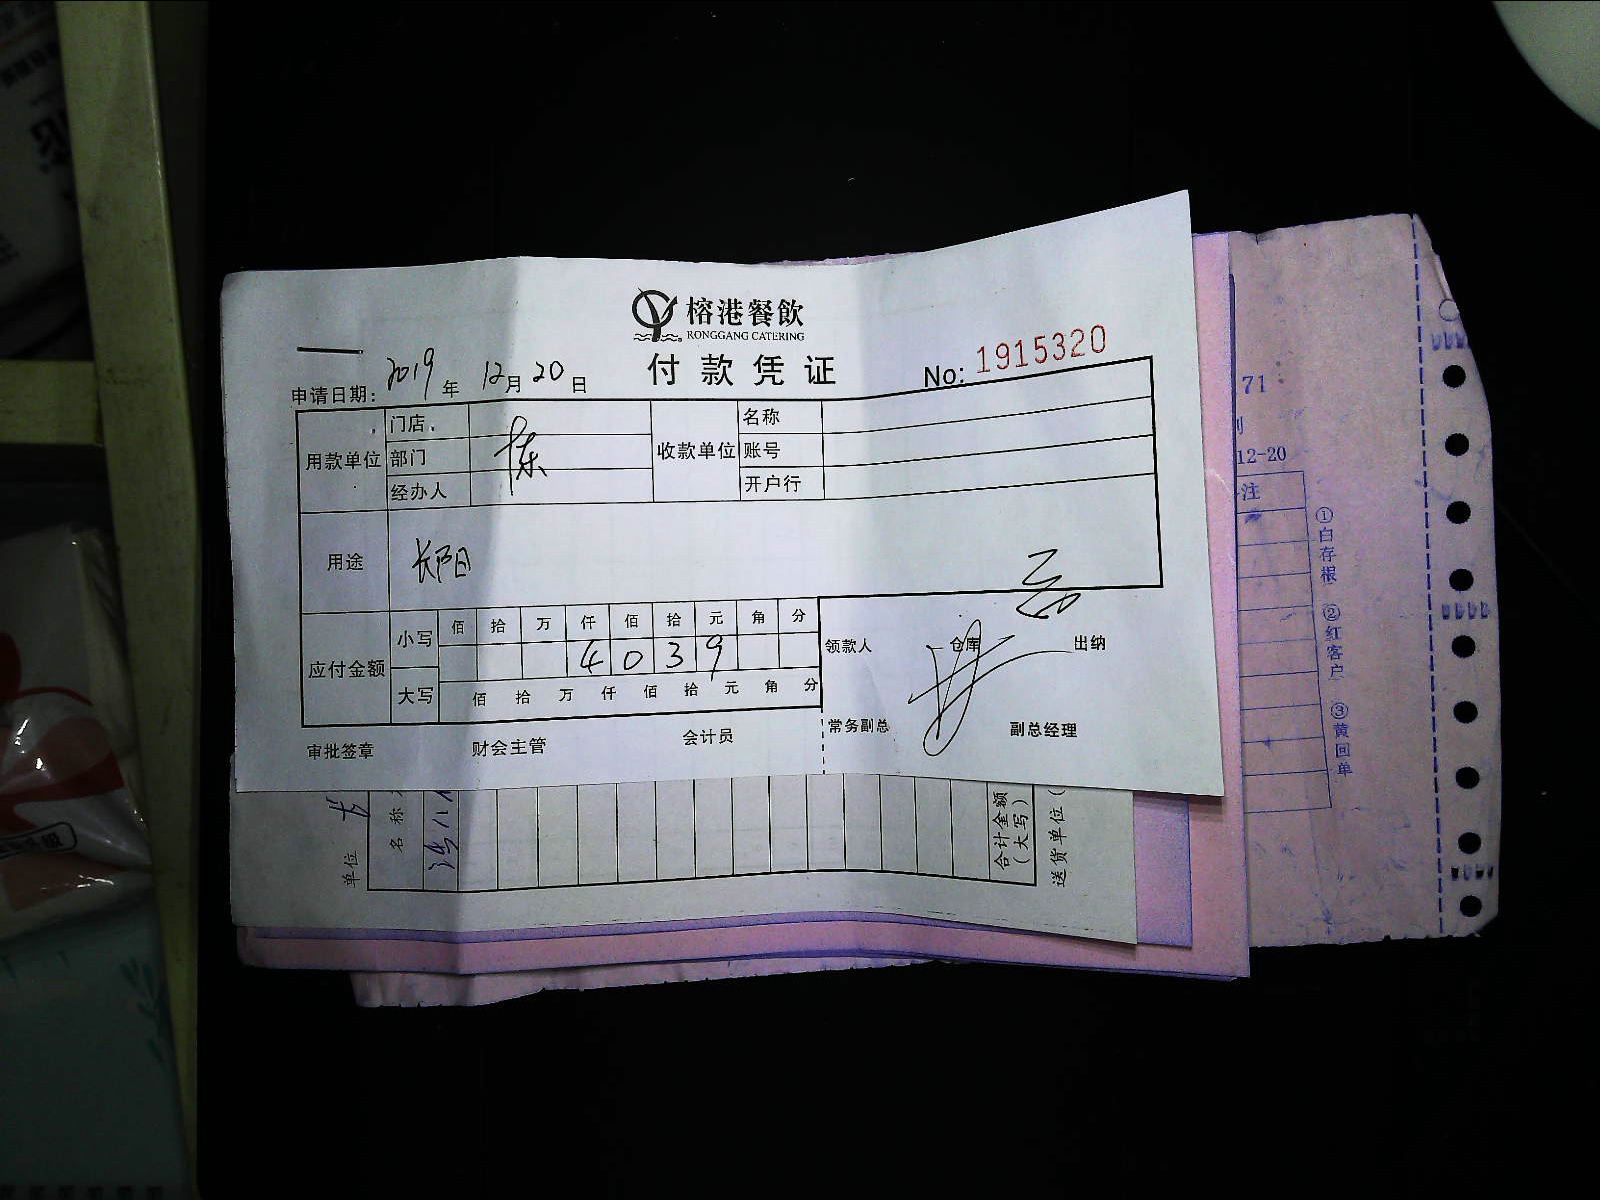 榕港餐飲
RONGGANG CATERING
付款凭证
No: 1915320
申请日期: 2019 年 12 月 20 日
用款单位 门店 陈 收款单位 名称
部门 账号
经办人 开户行
用途 长阳
应付金额 小写 佰 拾 万 仟 佰 拾 元 角 分
4 0 3 9
大写 佰 拾 万 仟 佰 拾 元 角 分
领款人 仓库 出纳
常务副总 副总经理
审批签章 财会主管 会计员
单位
名称
合计金额
(大写)
送货单位(
71
12-20
注
①白存根 ②红客户 ③黄回单